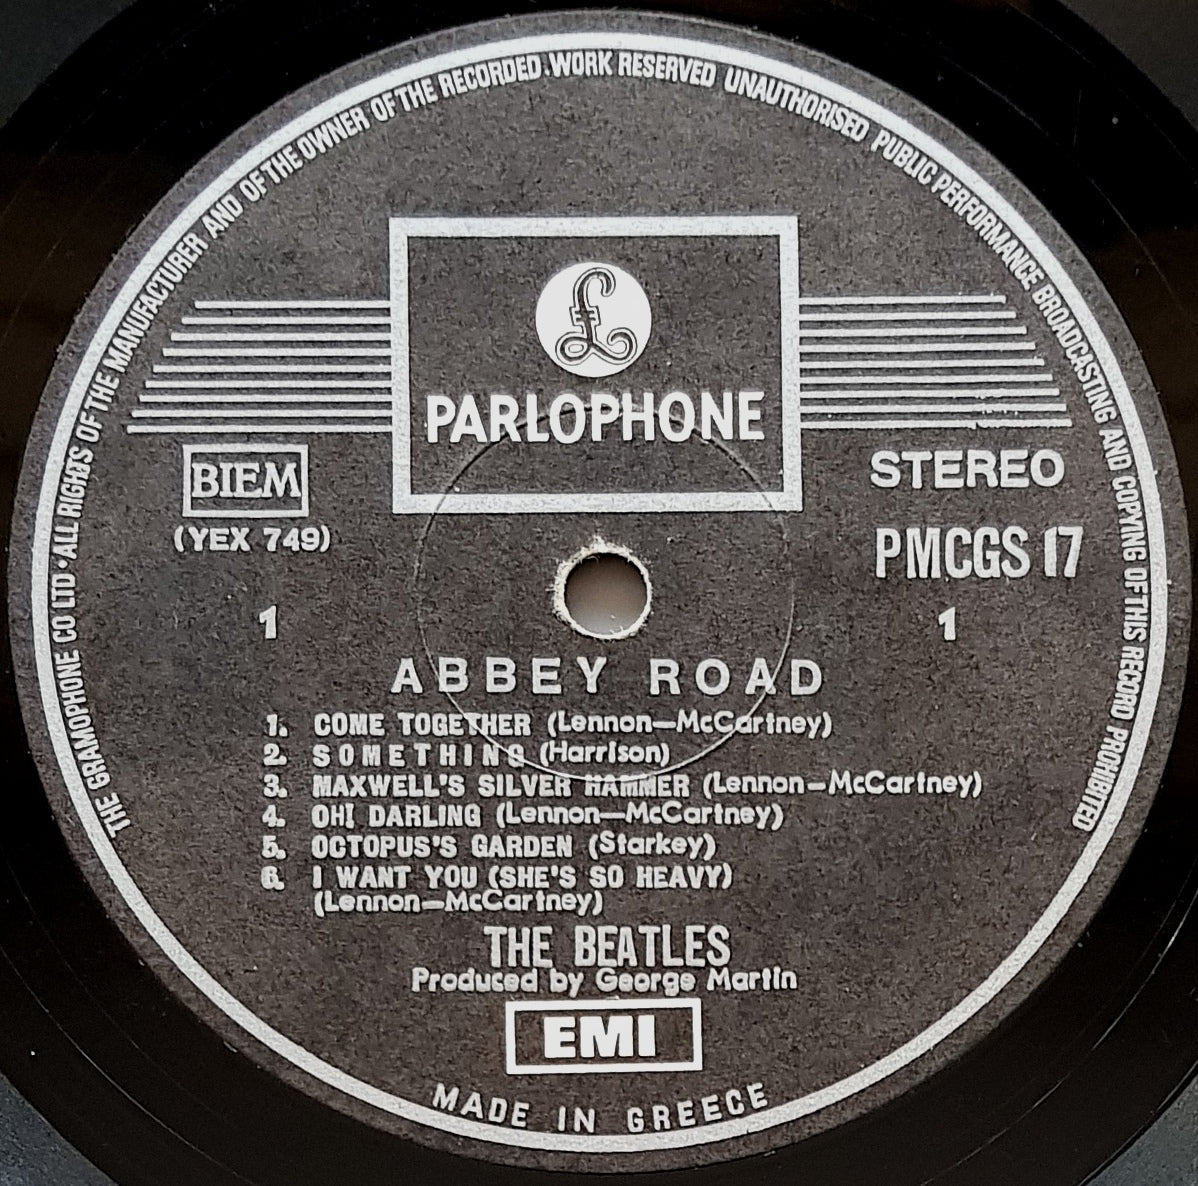 THE GRAMOPHONE CO LTD · ALL RIGHTS OF THE MANUFACTURER AND OF THE OWNER OF THE RECORDED WORK RESERVED UNAUTHORISED PUBLIC PERFORMANCE BROADCASTING AND COPYING OF THIS RECORD PROHIBITED
£
PARLOPHONE
BIEM
(YEX 749)
1
STEREO
PMCGS 17
1
ABBEY ROAD
1. COME TOGETHER (Lennon—McCartney)
2. SOMETHING (Harrison)
3. MAXWELL'S SILVER HAMMER (Lennon—McCartney)
4. OH! DARLING (Lennon—McCartney)
5. OCTOPUS'S GARDEN (Starkey)
6. I WANT YOU (SHE'S SO HEAVY)
(Lennon—McCartney)
THE BEATLES
Produced by George Martin
EMI
MADE IN GREECE